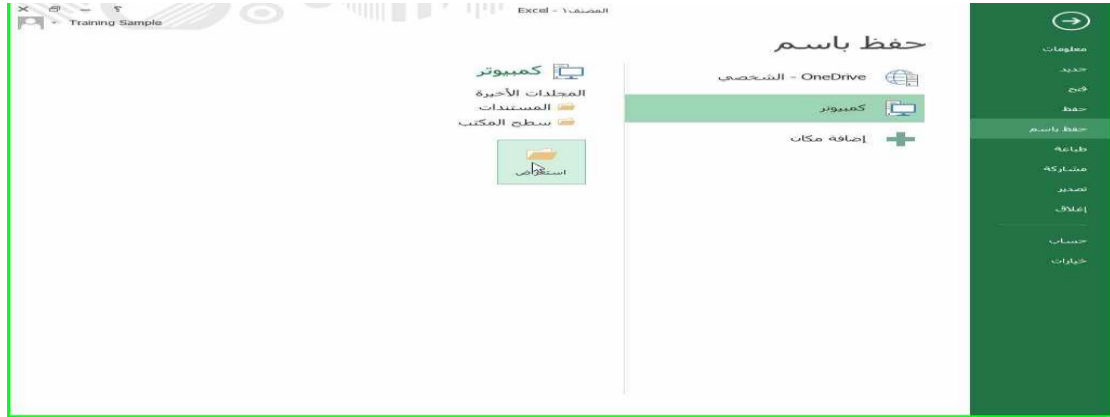 المصنف١ - Excel
Training Sample
معلومات
جديد
فتح
حفظ
حفظ باسم
طباعة
مشاركة
تصدير
إغلاق
حساب
خيارات
حفظ باسم
OneDrive - الشخصي
كمبيوتر
إضافة مكان
كمبيوتر
المجلدات الأخيرة
المستندات
سطح المكتب
استعراض